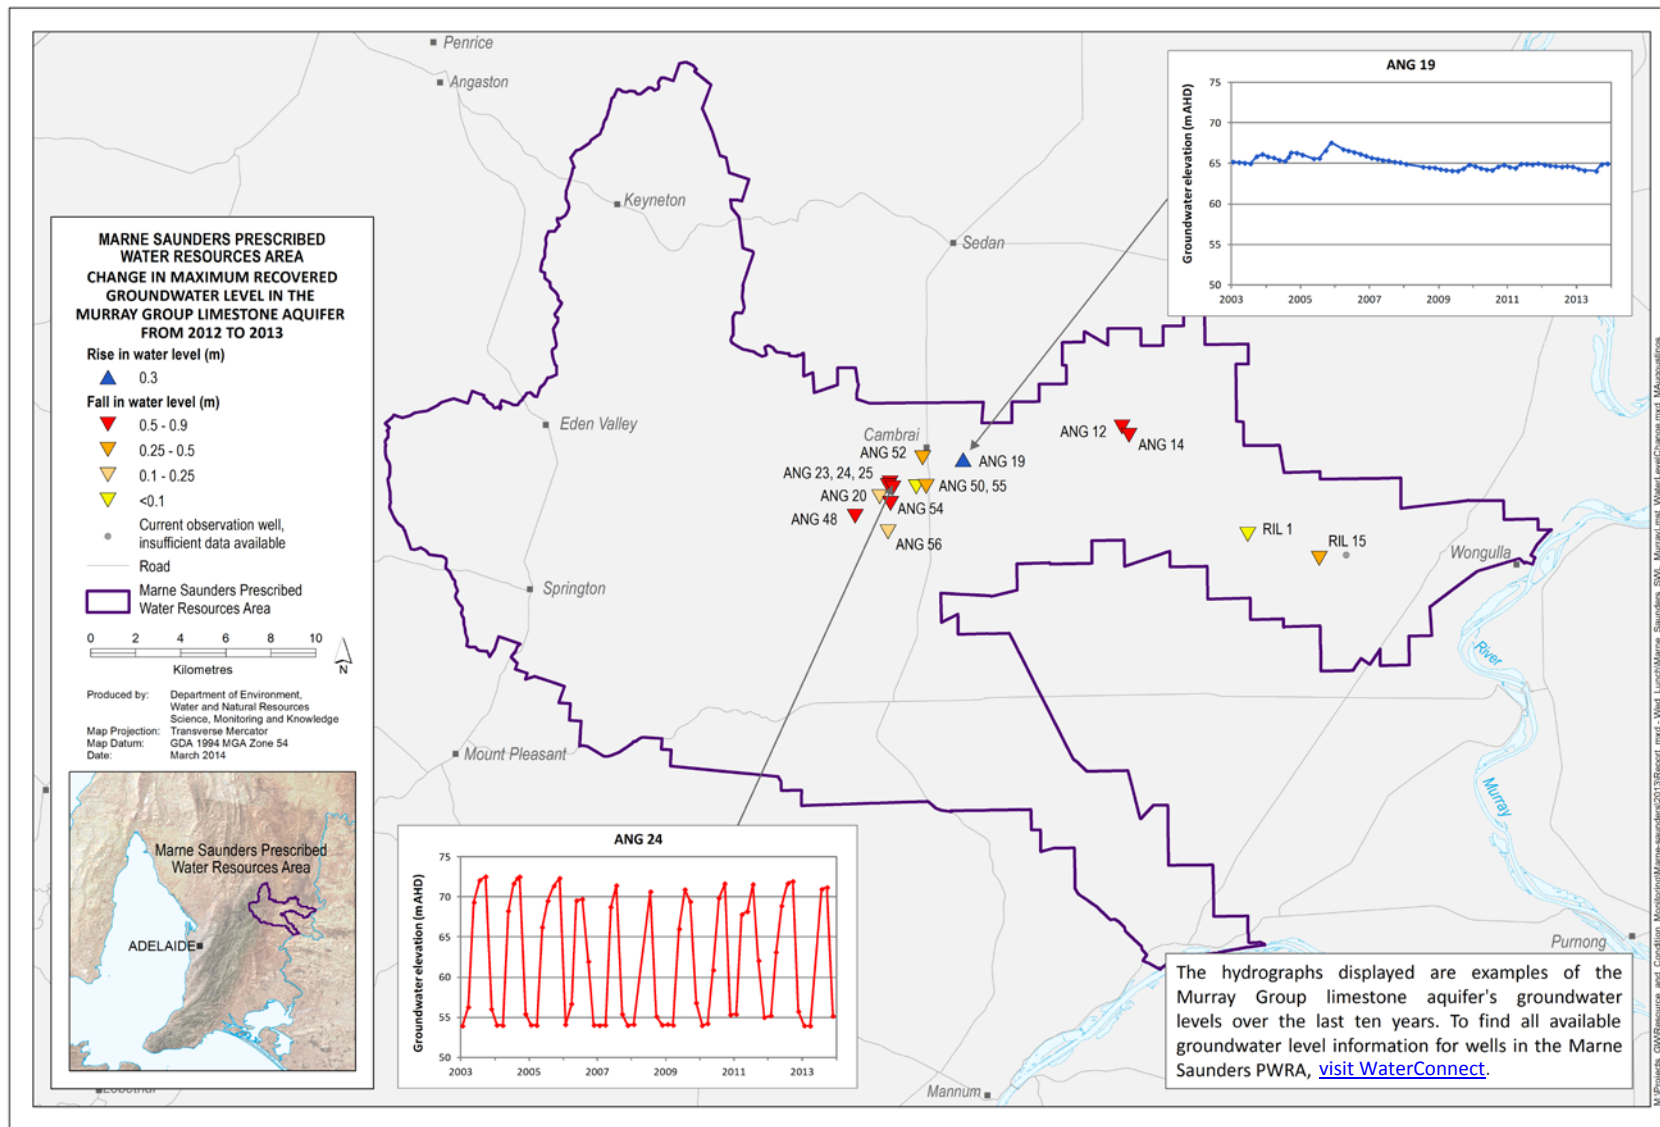 Penrice
Angaston
Keyneton
Sedan
Eden Valley
Cambrai
Springton
Mount Pleasant
Wongulla
River
Murray
Purnong
Mannum
ANG 12
ANG 14
ANG 52
ANG 19
ANG 23, 24, 25
ANG 50, 55
ANG 20
ANG 54
ANG 48
ANG 56
RIL 1
RIL 15
ANG 19
Groundwater elevation (m AHD)
75
70
65
60
55
50
2003
2005
2007
2009
2011
2013
MARNE SAUNDERS PRESCRIBED
WATER RESOURCES AREA
CHANGE IN MAXIMUM RECOVERED
GROUNDWATER LEVEL IN THE
MURRAY GROUP LIMESTONE AQUIFER
FROM 2012 TO 2013
Rise in water level (m)
0.3
Fall in water level (m)
0.5 - 0.9
0.25 - 0.5
0.1 - 0.25
<0.1
Current observation well,
insufficient data available
Road
Marne Saunders Prescribed
Water Resources Area
0 2 4 6 8 10
Kilometres
N
Produced by: Department of Environment,
Water and Natural Resources
Science, Monitoring and Knowledge
Map Projection: Transverse Mercator
Map Datum: GDA 1994 MGA Zone 54
Date: March 2014
Marne Saunders Prescribed
Water Resources Area
ADELAIDE
ANG 24
Groundwater elevation (m AHD)
75
70
65
60
55
50
2003
2005
2007
2009
2011
2013
The hydrographs displayed are examples of the
Murray Group limestone aquifer's groundwater
levels over the last ten years. To find all available
groundwater level information for wells in the Marne
Saunders PWRA, visit WaterConnect.